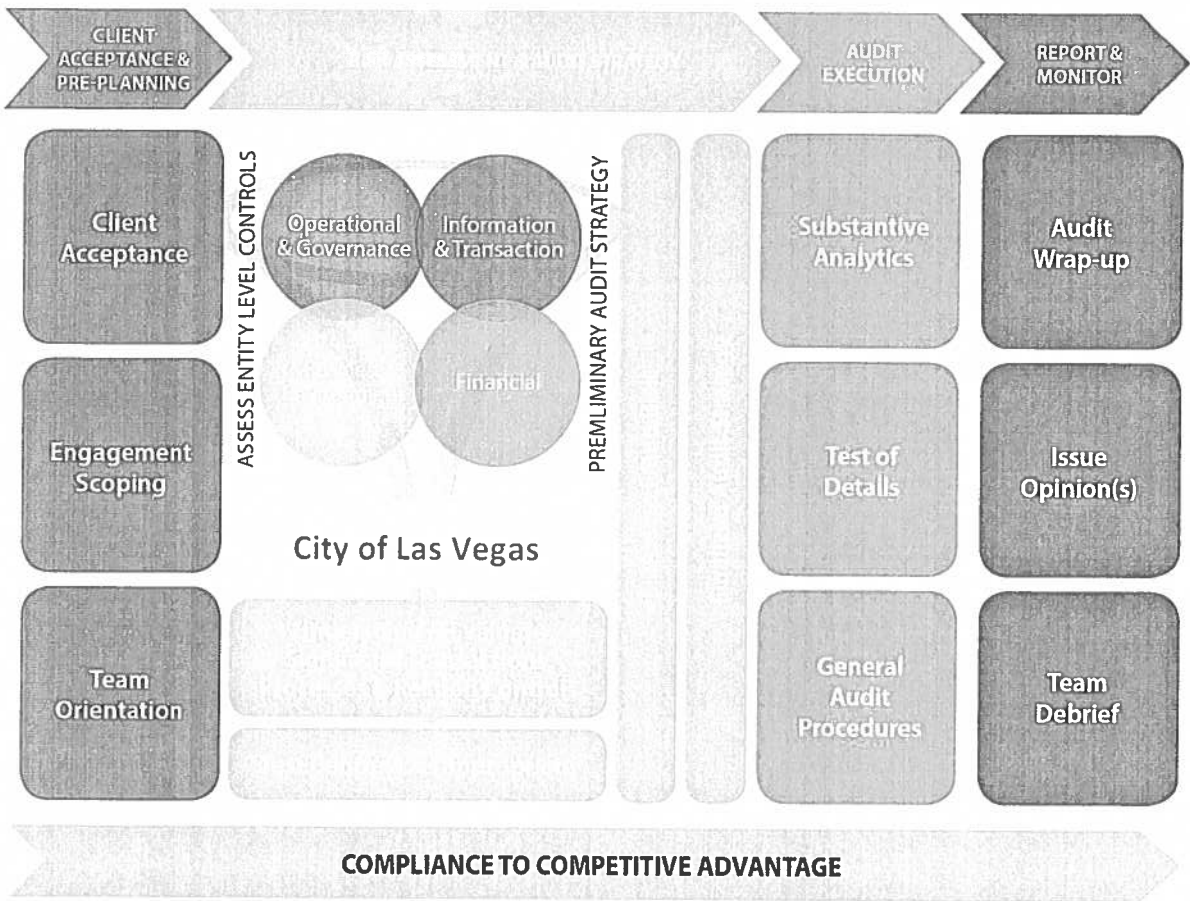 CLIENT
ACCEPTANCE &
PRE-PLANNING
AUDIT
EXECUTION
REPORT &
MONITOR
Client
Acceptance
Engagement
Scoping
Team
Orientation
ASSESS ENTITY LEVEL CONTROLS
Operational
& Governance
Information
& Transaction
Financial
PREMLIMINARY AUDIT STRATEGY
City of Las Vegas
Substantive
Analytics
Test of
Details
General
Audit
Procedures
Audit
Wrap-up
Issue
Opinion(s)
Team
Debrief
COMPLIANCE TO COMPETITIVE ADVANTAGE